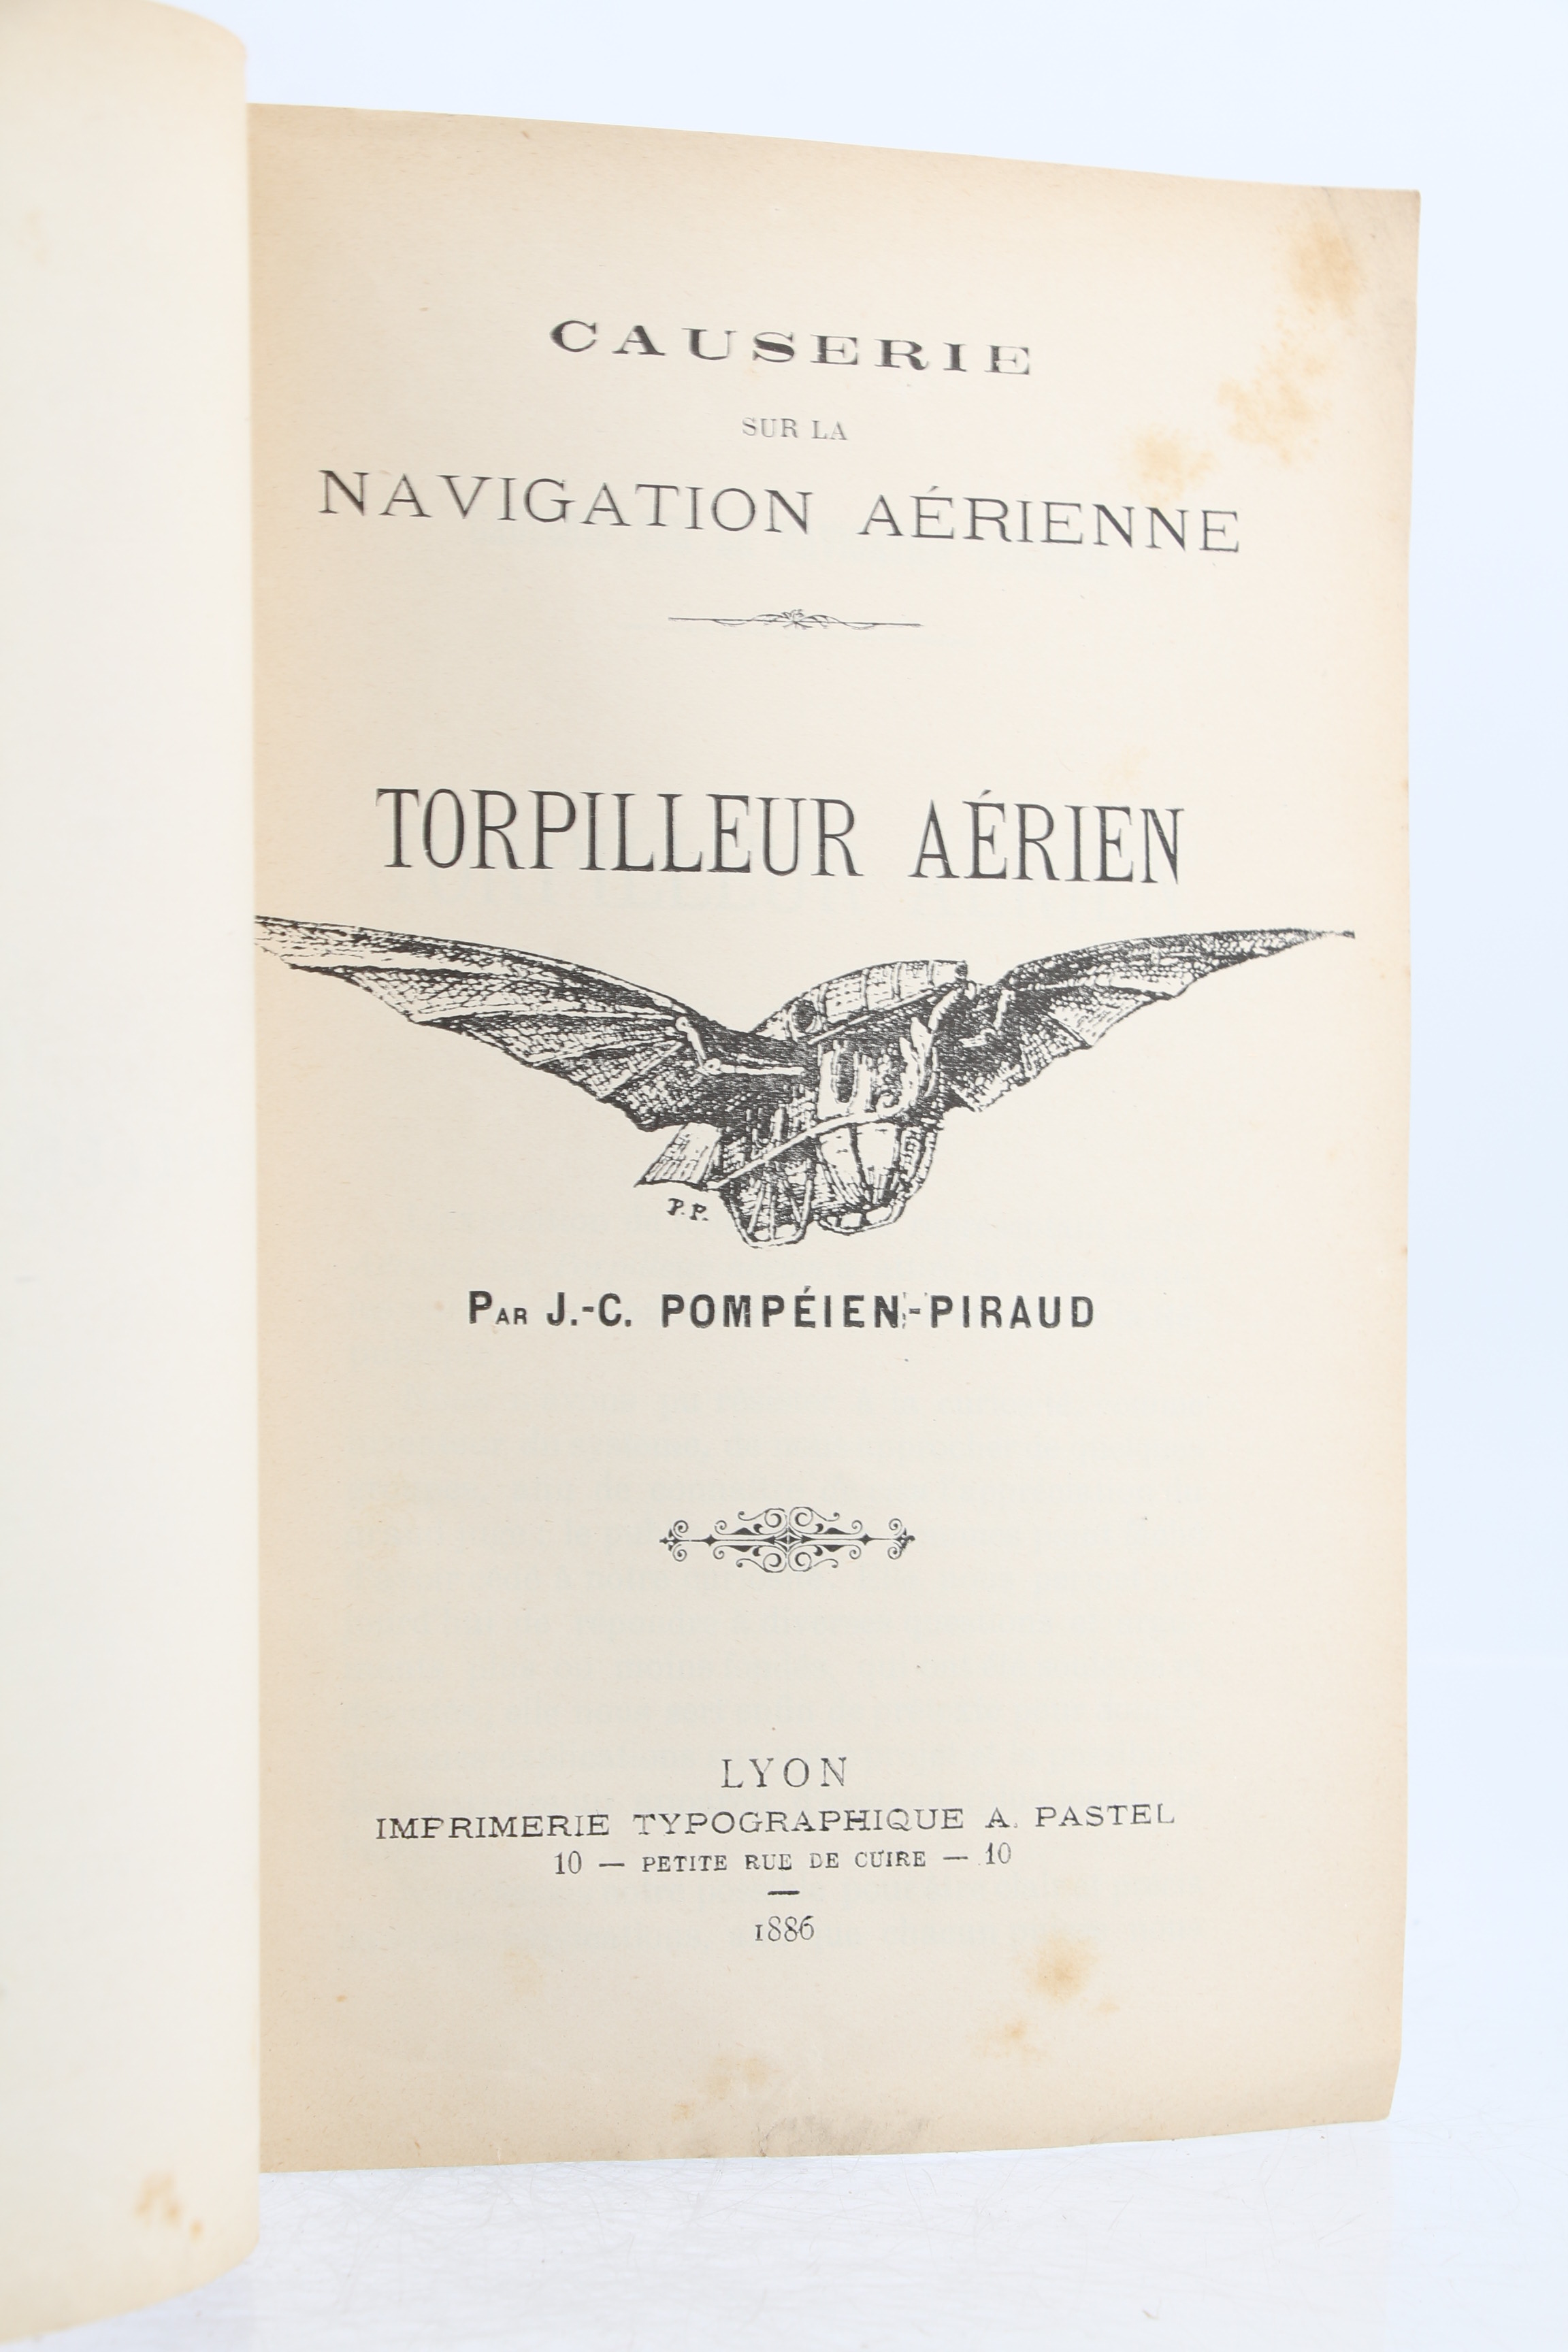 CAUSERIE
SUR LA
NAVIGATION AÉRIENNE
TORPILLEUR AÉRIEN
P.P.
PAR J.-C. POMPÉIEN-PIRAUD
LYON
IMPRIMERIE TYPOGRAPHIQUE A. PASTEL
10 — PETITE RUE DE CUIRE — 10
1886